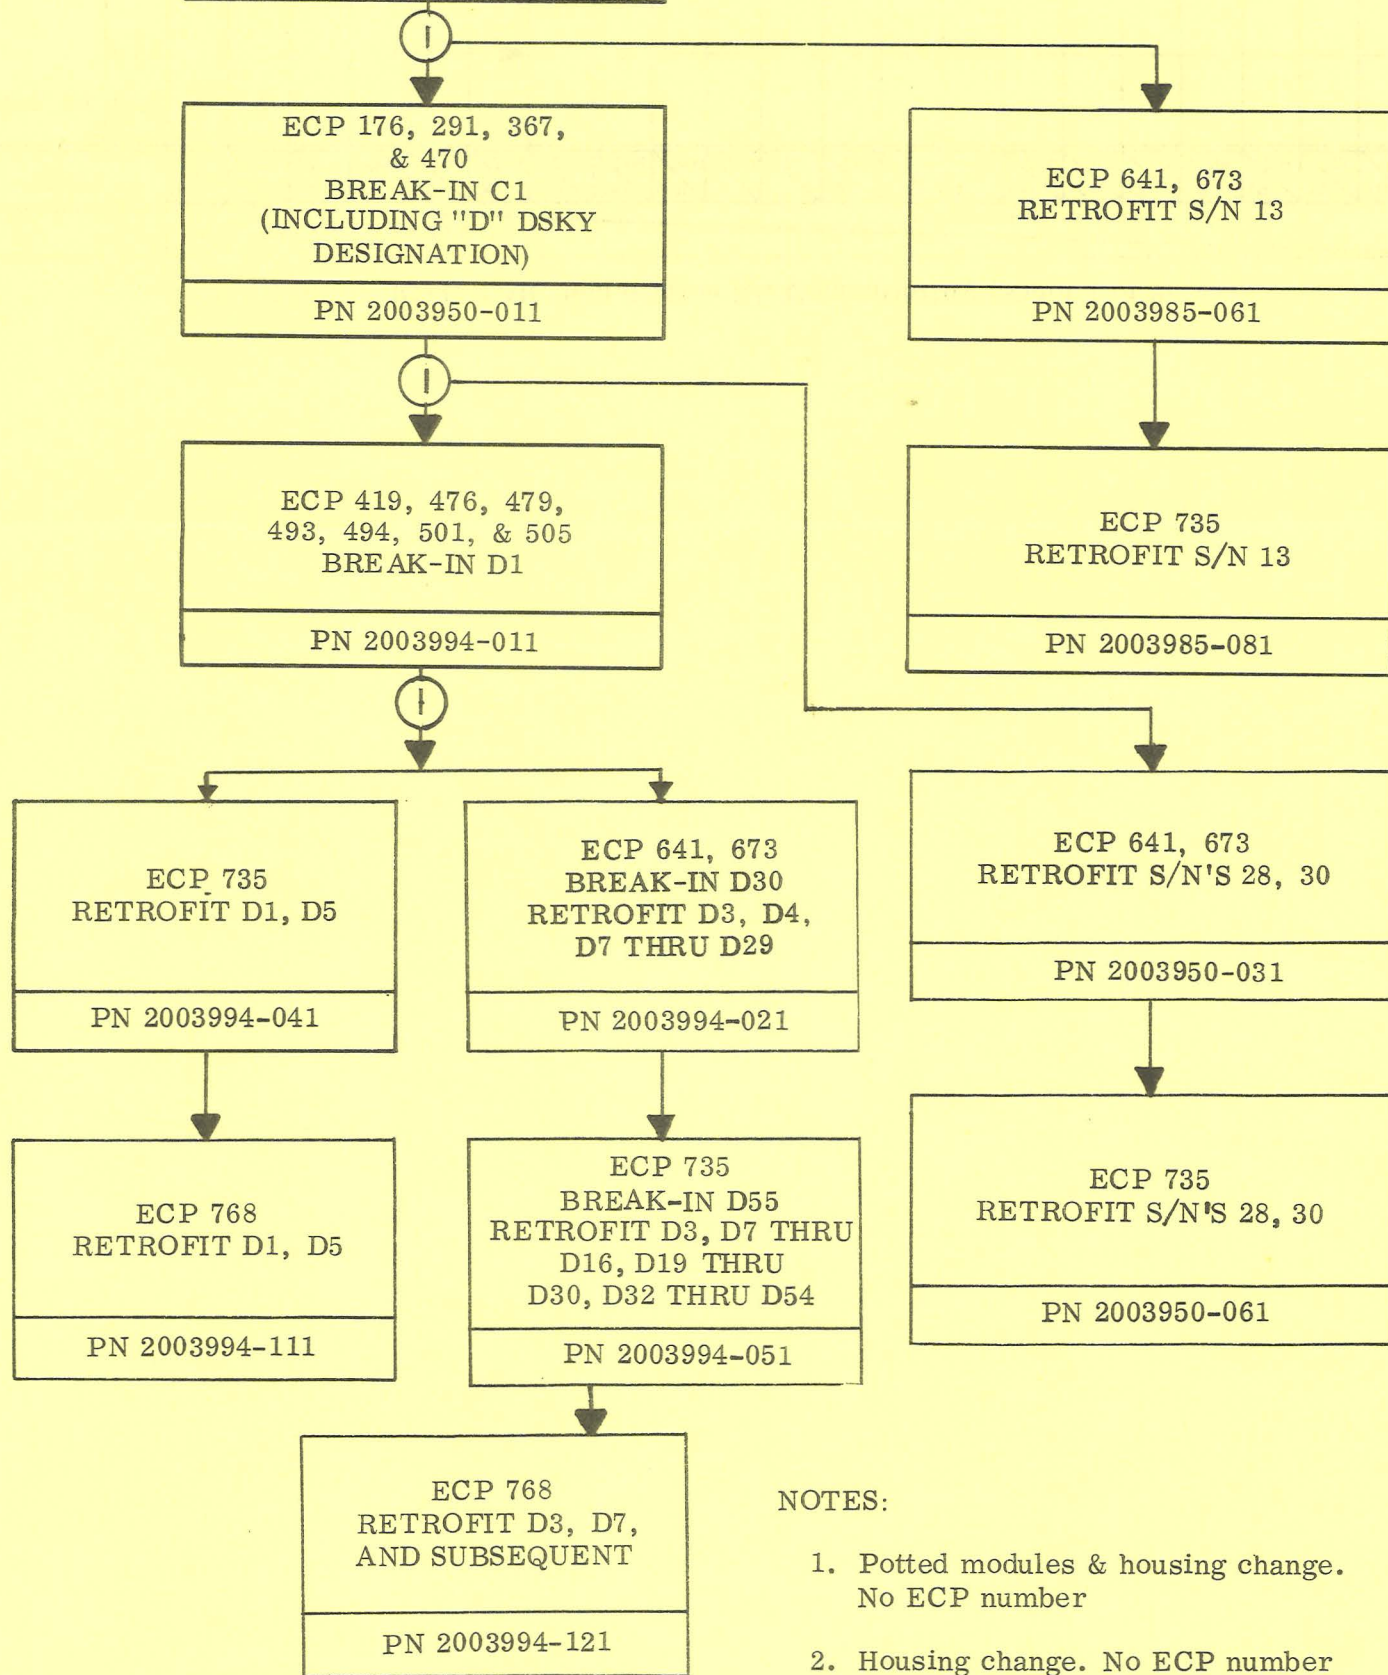 ECP 176, 291, 367,
& 470
BREAK-IN C1
(INCLUDING "D" DSKY
DESIGNATION)
PN 2003950-011
ECP 641, 673
RETROFIT S/N 13
PN 2003985-061
ECP 419, 476, 479,
493, 494, 501, & 505
BREAK-IN D1
PN 2003994-011
ECP 735
RETROFIT S/N 13
PN 2003985-081
ECP 735
RETROFIT D1, D5
PN 2003994-041
ECP 641, 673
BREAK-IN D30
RETROFIT D3, D4,
D7 THRU D29
PN 2003994-021
ECP 641, 673
RETROFIT S/N'S 28, 30
PN 2003950-031
ECP 768
RETROFIT D1, D5
PN 2003994-111
ECP 735
BREAK-IN D55
RETROFIT D3, D7 THRU
D16, D19 THRU
D30, D32 THRU D54
PN 2003994-051
ECP 735
RETROFIT S/N'S 28, 30
PN 2003950-061
ECP 768
RETROFIT D3, D7,
AND SUBSEQUENT
PN 2003994-121
NOTES:
1. Potted modules & housing change.
No ECP number
2. Housing change. No ECP number
1
1
1